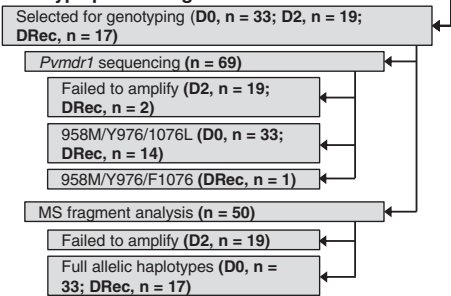 Selected for genotyping (D0, n = 33; D2, n = 19;
DRec, n = 17)
Pvmdr1 sequencing (n = 69)
Failed to amplify (D2, n = 19;
DRec, n = 2)
958M/Y976/1076L (D0, n = 33;
DRec, n = 14)
958M/Y976/F1076 (DRec, n = 1)
MS fragment analysis (n = 50)
Failed to amplify (D2, n = 19)
Full allelic haplotypes (D0, n =
33; DRec, n = 17)